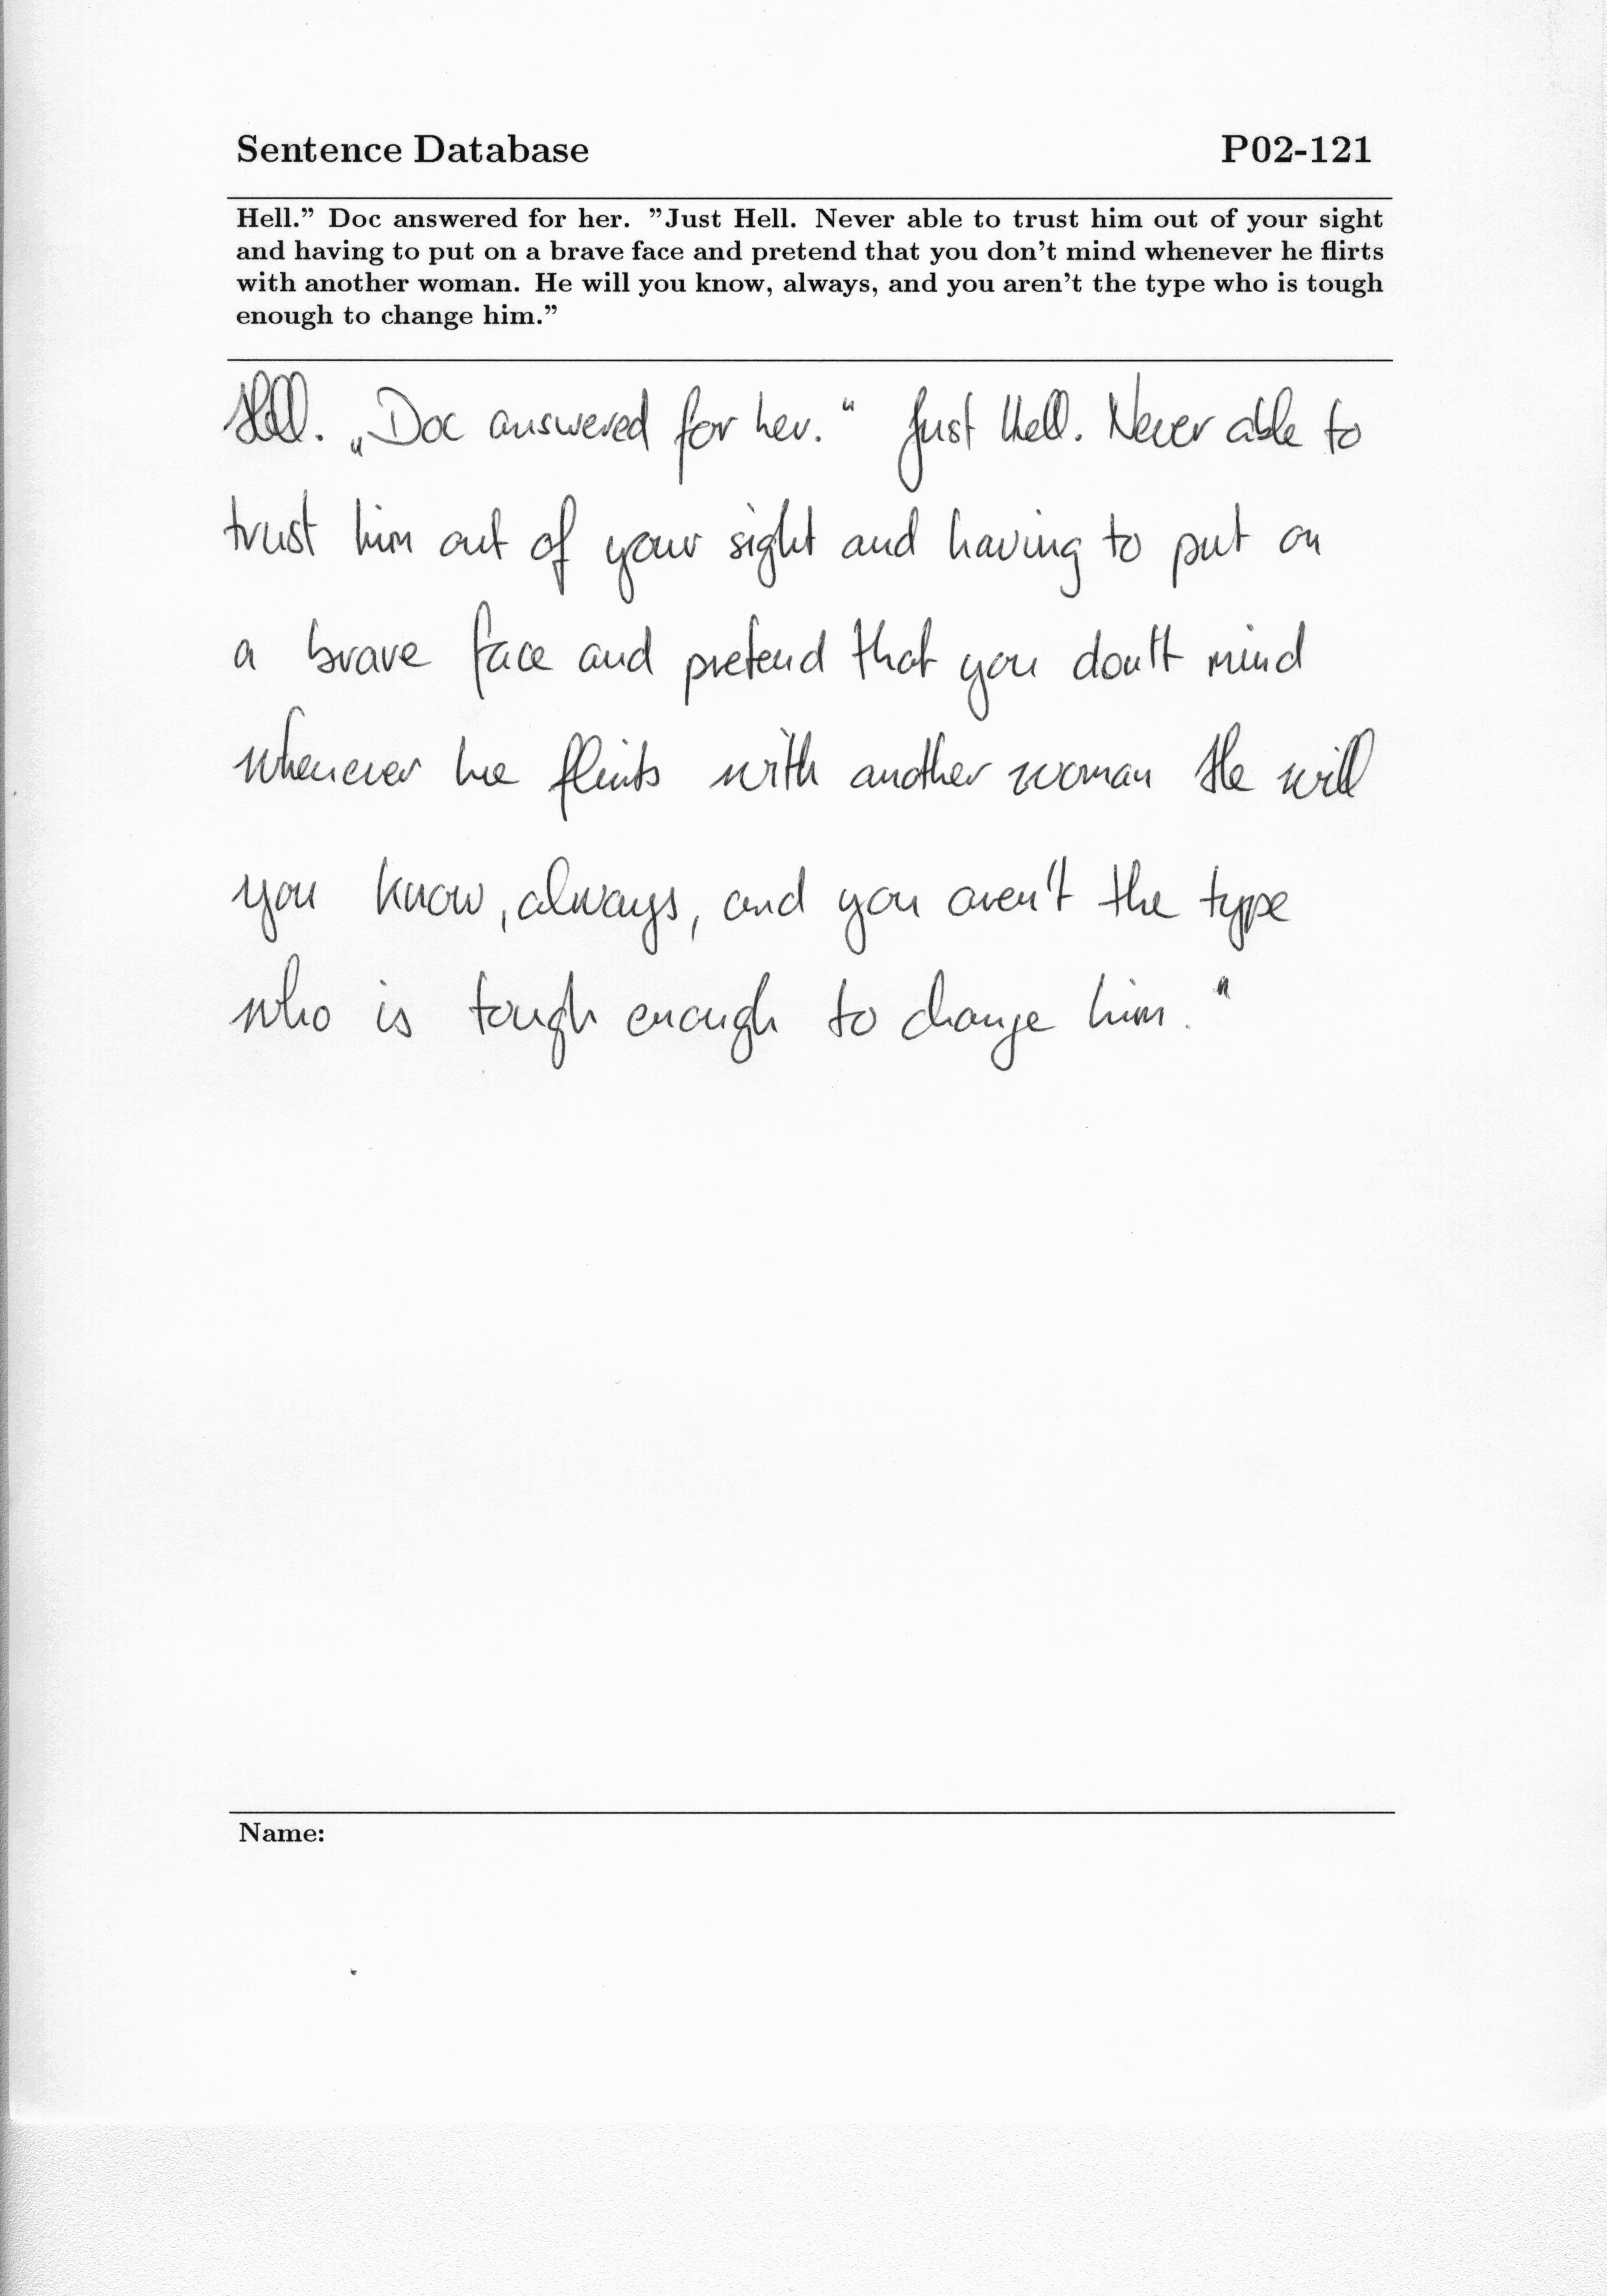 Sentence Database P02-121
Hell.” Doc answered for her. ”Just Hell. Never able to trust him out of your sight
and having to put on a brave face and pretend that you don’t mind whenever he flirts
with another woman. He will you know, always, and you aren’t the type who is tough
enough to change him.”
Hell. „Doc answered for her.“ Just Hell. Never able to
trust him out of your sight and having to put on
a brave face and pretend that you don't mind
whenever he flirts with another woman He will
you know, always, and you aren't the type
who is tough enough to change him."
Name: